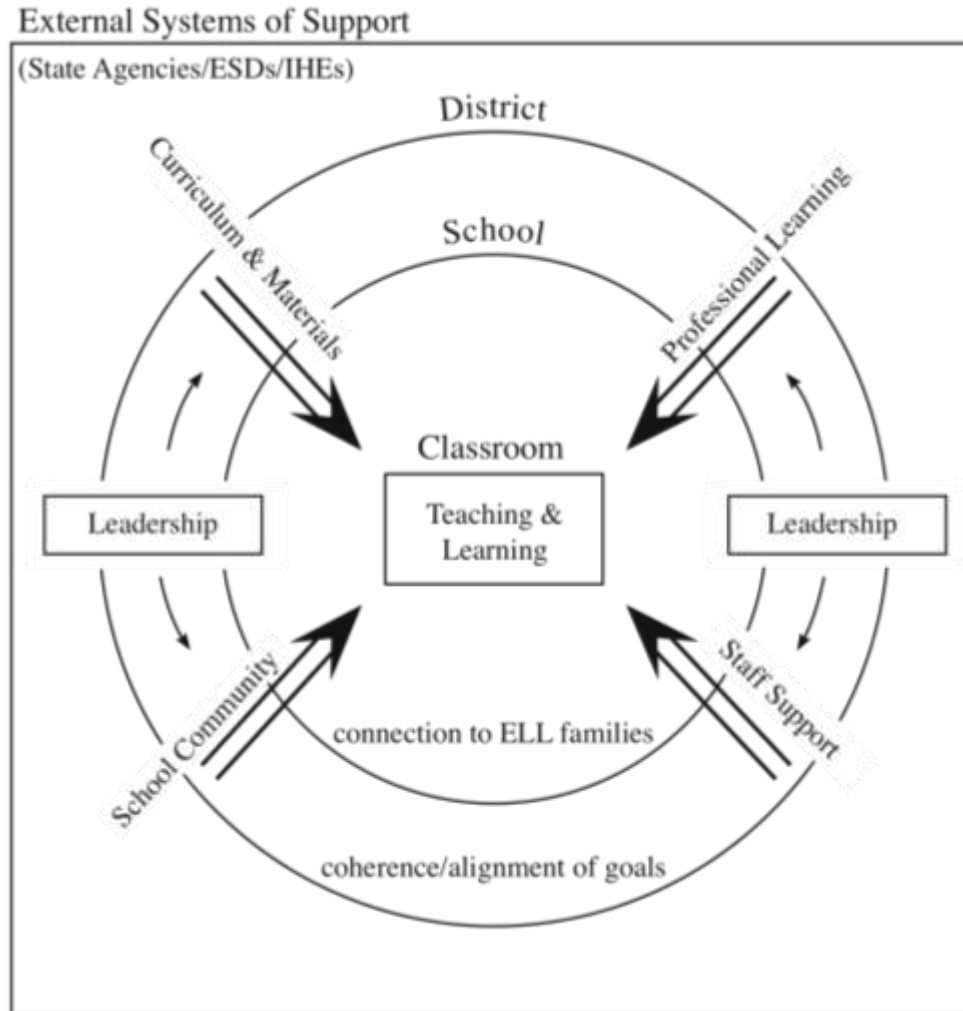 External Systems of Support
(State Agencies/ESDs/IHEs)
District
School
Curriculum & Materials
Professional Learning
Classroom
Teaching &
Learning
Leadership
Leadership
School Community
Staff Support
connection to ELL families
coherence/alignment of goals